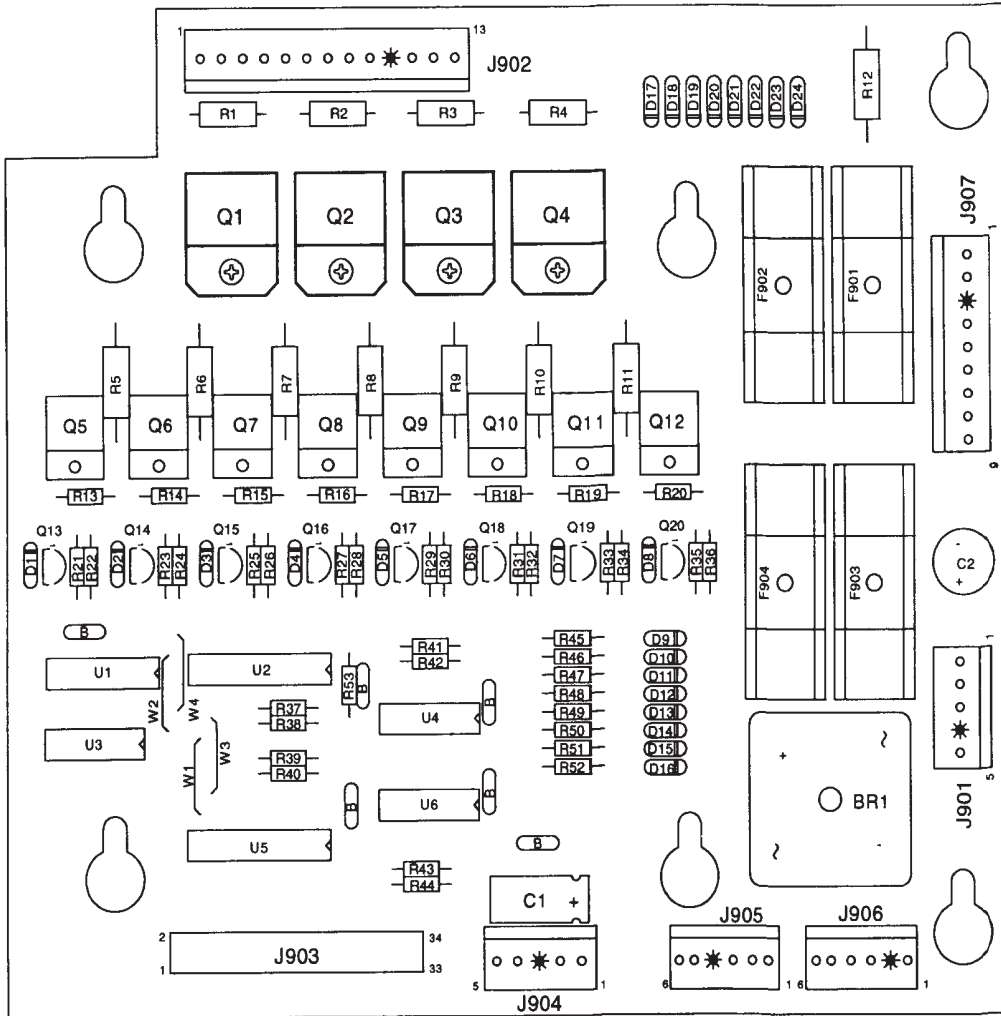 1 13
J902
R1 R2 R3 R4
D17 D18 D19 D20 D21 D22 D23 D24
R12
Q1 Q2 Q3 Q4
F902 F901
J907
1
9
R5 R6 R7 R8 R9 R10 R11
Q5 Q6 Q7 Q8 Q9 Q10 Q11 Q12
R13 R14 R15 R16 R17 R18 R19 R20
Q13 Q14 Q15 Q16 Q17 Q18 Q19 Q20
D1 R21 R22 D2 R23 R24 D3 R25 R26 D4 R27 R28 D5 R29 R30 D6 R31 R32 D7 R33 R34 D8 R35 R36
F904 F903
-
C2
+
B
U1 U2
W2 W4
R53 B
R41
R42
R37
R38
U4 B
U3
W1 W3
R39
R40
R45
R46
R47
R48
R49
R50
R51
R52
D9
D10
D11
D12
D13
D14
D15
D16
1
5
J901
+ ~
BR1
~ -
B
U6 B
U5
B
R43
R44
C1 +
2 34
J903
1 33
5 1
J904
J905
6 1
J906
6 1